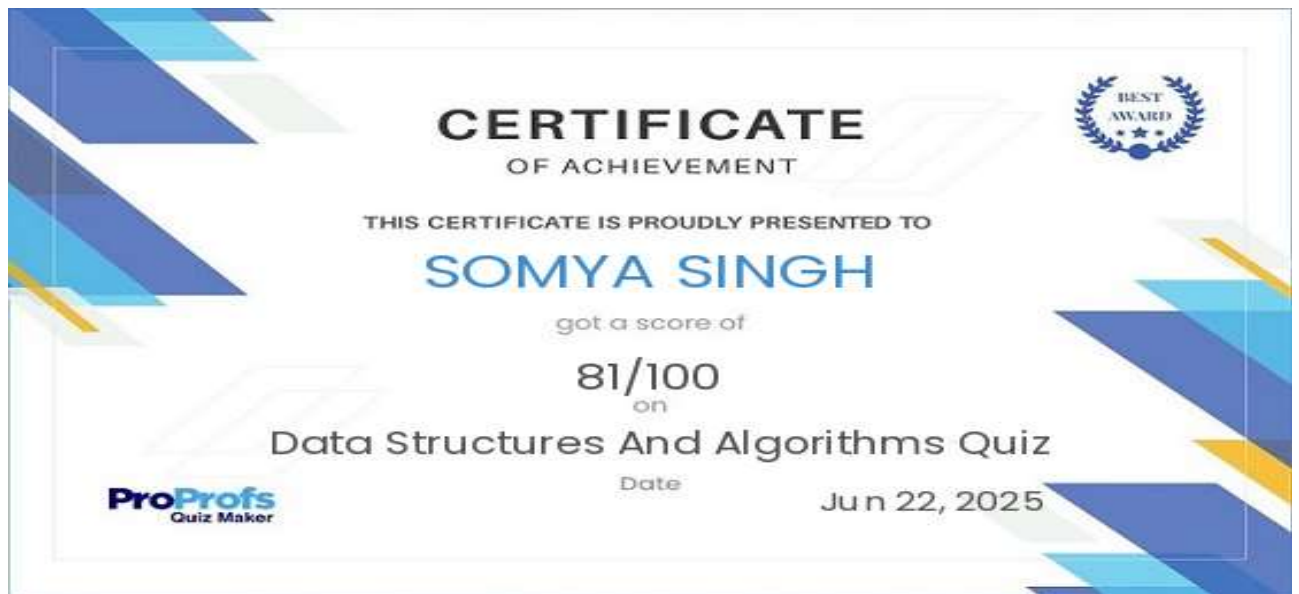 BEST
AWARD
CERTIFICATE
OF ACHIEVEMENT
THIS CERTIFICATE IS PROUDLY PRESENTED TO
SOMYA SINGH
got a score of
81/100
on
Data Structures And Algorithms Quiz
Date
Jun 22, 2025
ProProfs
Quiz Maker